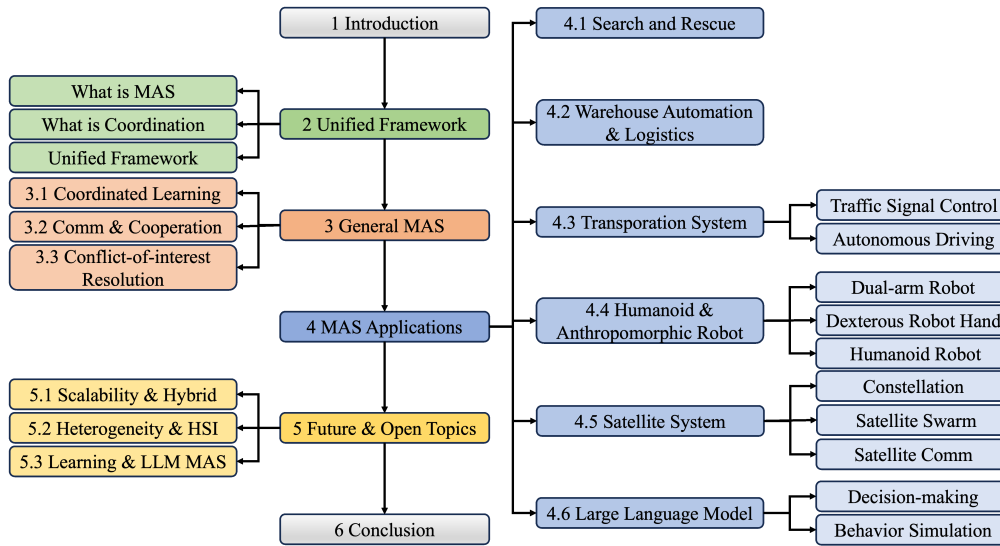 1 Introduction
2 Unified Framework
What is MAS
What is Coordination
Unified Framework
3 General MAS
3.1 Coordinated Learning
3.2 Comm & Cooperation
3.3 Conflict-of-interest
Resolution
4 MAS Applications
4.1 Search and Rescue
4.2 Warehouse Automation
& Logistics
4.3 Transporation System
Traffic Signal Control
Autonomous Driving
4.4 Humanoid &
Anthropomorphic Robot
Dual-arm Robot
Dexterous Robot Hand
Humanoid Robot
4.5 Satellite System
Constellation
Satellite Swarm
Satellite Comm
4.6 Large Language Model
Decision-making
Behavior Simulation
5 Future & Open Topics
5.1 Scalability & Hybrid
5.2 Heterogeneity & HSI
5.3 Learning & LLM MAS
6 Conclusion